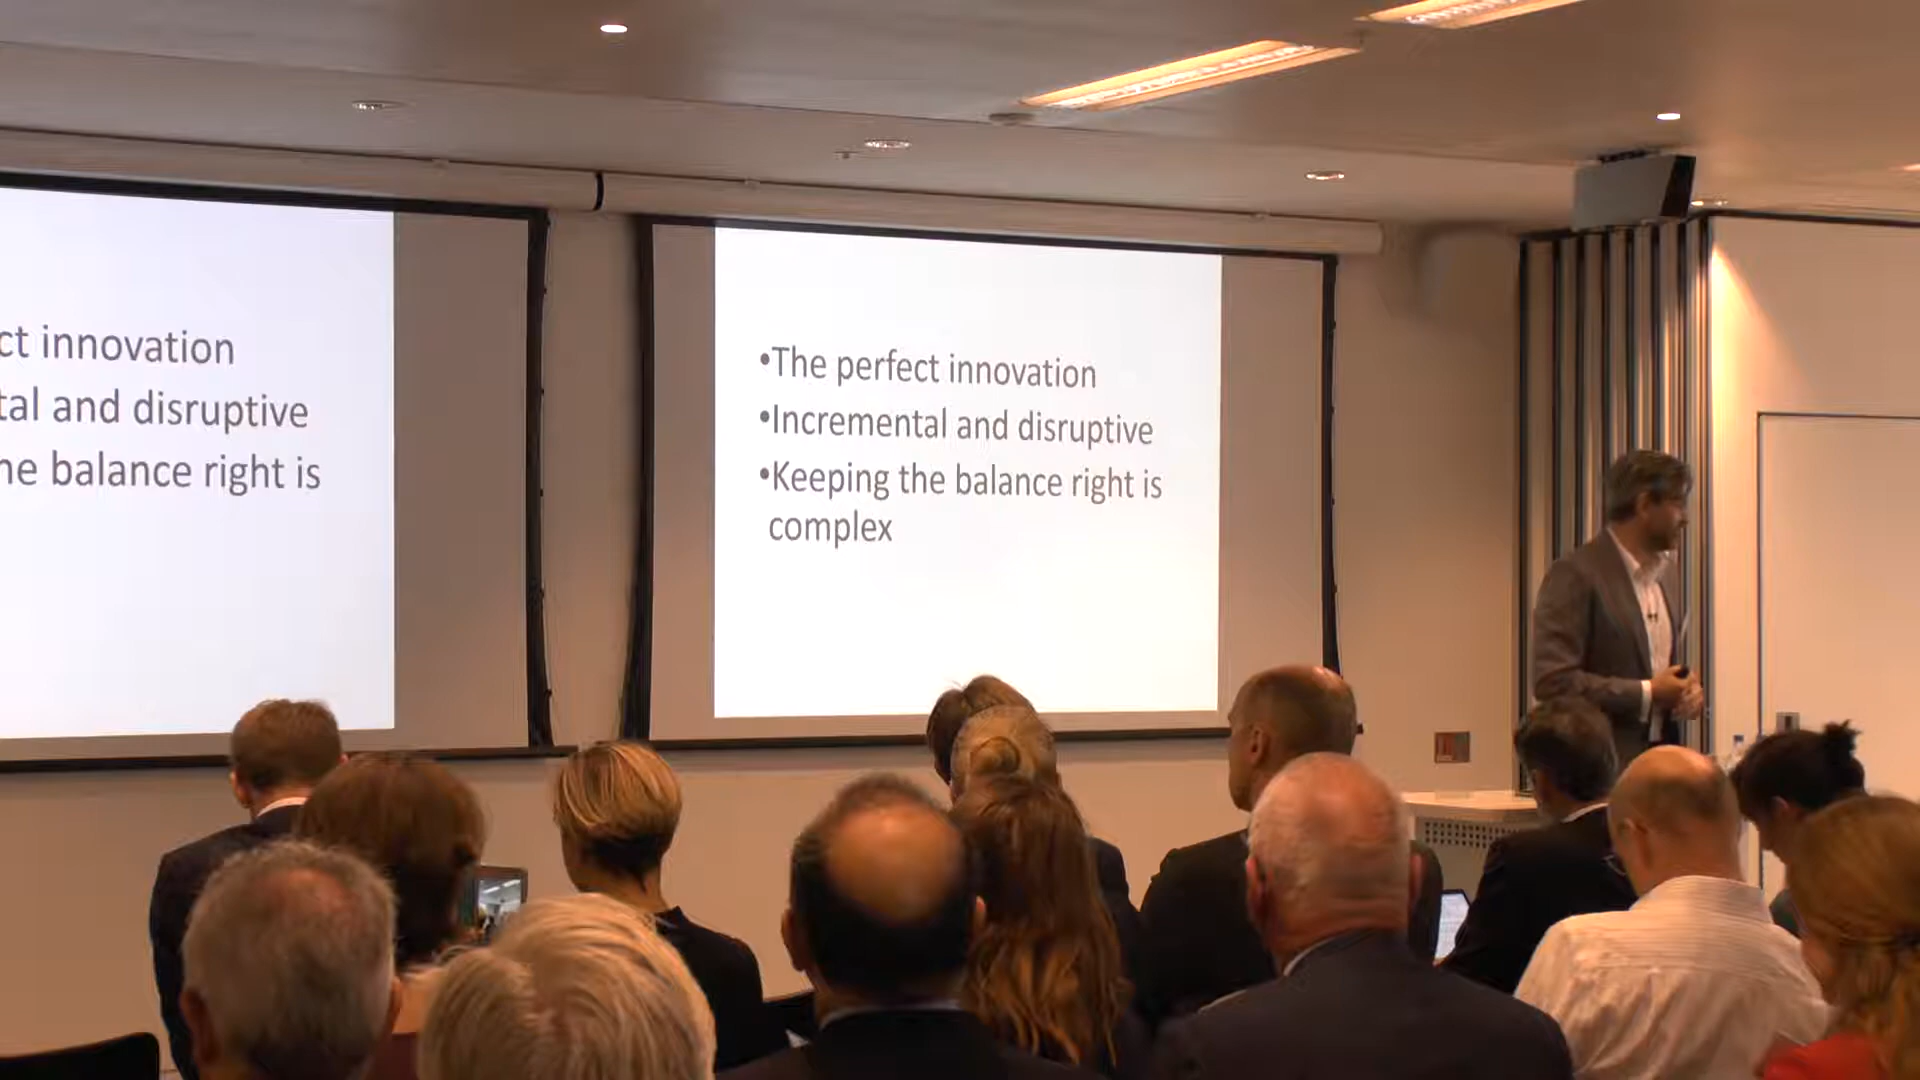 ct innovation
tal and disruptive
he balance right is
•The perfect innovation
•Incremental and disruptive
•Keeping the balance right is
complex